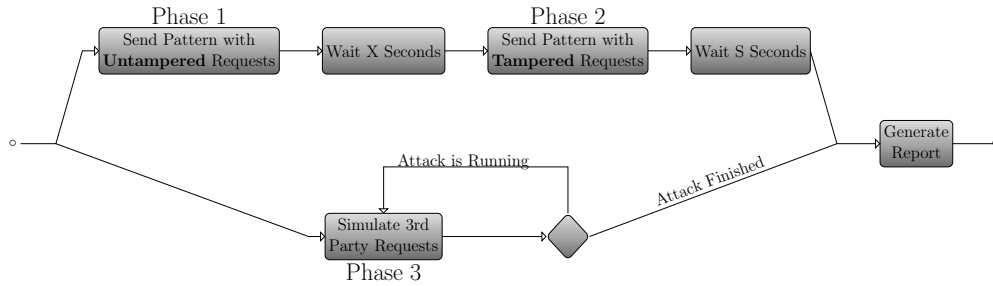 Phase 1
Send Pattern with
Untampered Requests
Wait X Seconds
Phase 2
Send Pattern with
Tampered Requests
Wait S Seconds
Generate
Report
Attack is Running
Attack Finished
Simulate 3rd
Party Requests
Phase 3